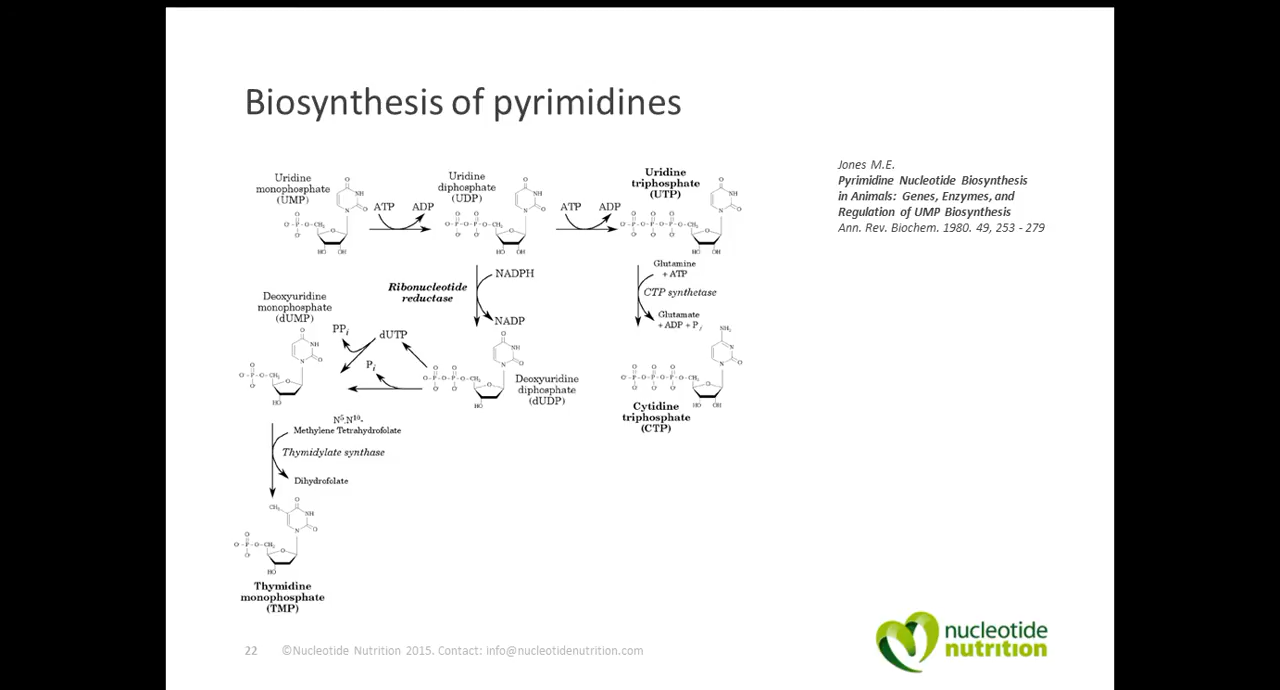 Biosynthesis of pyrimidines
Jones M.E.
Pyrimidine Nucleotide Biosynthesis
in Animals: Genes, Enzymes, and
Regulation of UMP Biosynthesis
Ann. Rev. Biochem. 1980. 49, 253 - 279
Uridine
monophosphate
(UMP)
ATP
ADP
Uridine
diphosphate
(UDP)
ATP
ADP
Uridine
triphosphate
(UTP)
Ribonucleotide
reductase
NADPH
NADP
Glutamine
+ ATP
CTP synthetase
Glutamate
+ ADP + Pi
Deoxyuridine
monophosphate
(dUMP)
PPi
dUTP
Pi
Deoxyuridine
diphosphate
(dUDP)
Cytidine
triphosphate
(CTP)
N5,N10-
Methylene Tetrahydrofolate
Thymidylate synthase
Dihydrofolate
Thymidine
monophosphate
(TMP)
22 ©Nucleotide Nutrition 2015. Contact: info@nucleotidenutrition.com
nucleotide
nutrition